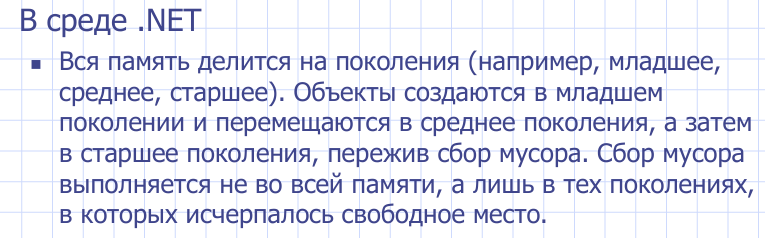 В среде .NET
▪ Вся память делится на поколения (например, младшее,
среднее, старшее). Объекты создаются в младшем
поколении и перемещаются в среднее поколения, а затем
в старшее поколения, пережив сбор мусора. Сбор мусора
выполняется не во всей памяти, а лишь в тех поколениях,
в которых исчерпалось свободное место.